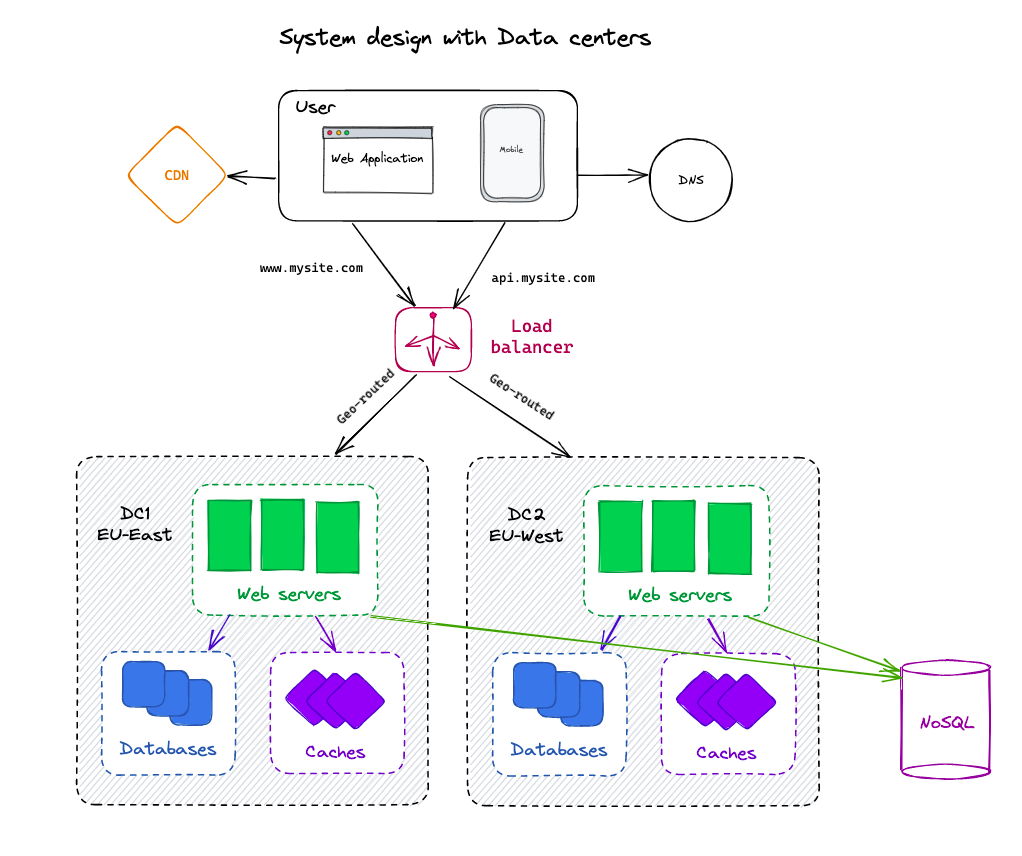 System design with Data centers
User
Web Application
Mobile
CDN
DNS
www.mysite.com
api.mysite.com
Load
balancer
Geo-routed
Geo-routed
DC1
EU-East
Web servers
Databases
Caches
DC2
EU-West
Web servers
Databases
Caches
NoSQL